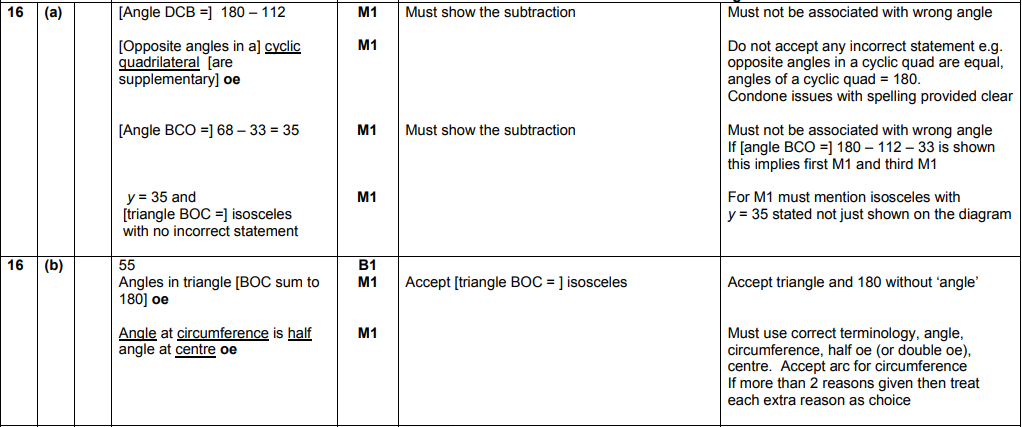 16 (a) [Angle DCB =] 180 – 112 M1 Must show the subtraction Must not be associated with wrong angle
[Opposite angles in a] cyclic M1 Do not accept any incorrect statement e.g.
quadrilateral [are opposite angles in a cyclic quad are equal,
supplementary] oe angles of a cyclic quad = 180.
Condone issues with spelling provided clear
[Angle BCO =] 68 – 33 = 35 M1 Must show the subtraction Must not be associated with wrong angle
If [angle BCO =] 180 – 112 – 33 is shown
this implies first M1 and third M1
y = 35 and M1 For M1 must mention isosceles with
[triangle BOC =] isosceles y = 35 stated not just shown on the diagram
with no incorrect statement
16 (b) 55 B1
Angles in triangle [BOC sum to M1 Accept [triangle BOC = ] isosceles Accept triangle and 180 without ‘angle’
180] oe
Angle at circumference is half M1 Must use correct terminology, angle,
angle at centre oe circumference, half oe (or double oe),
centre. Accept arc for circumference
If more than 2 reasons given then treat
each extra reason as choice